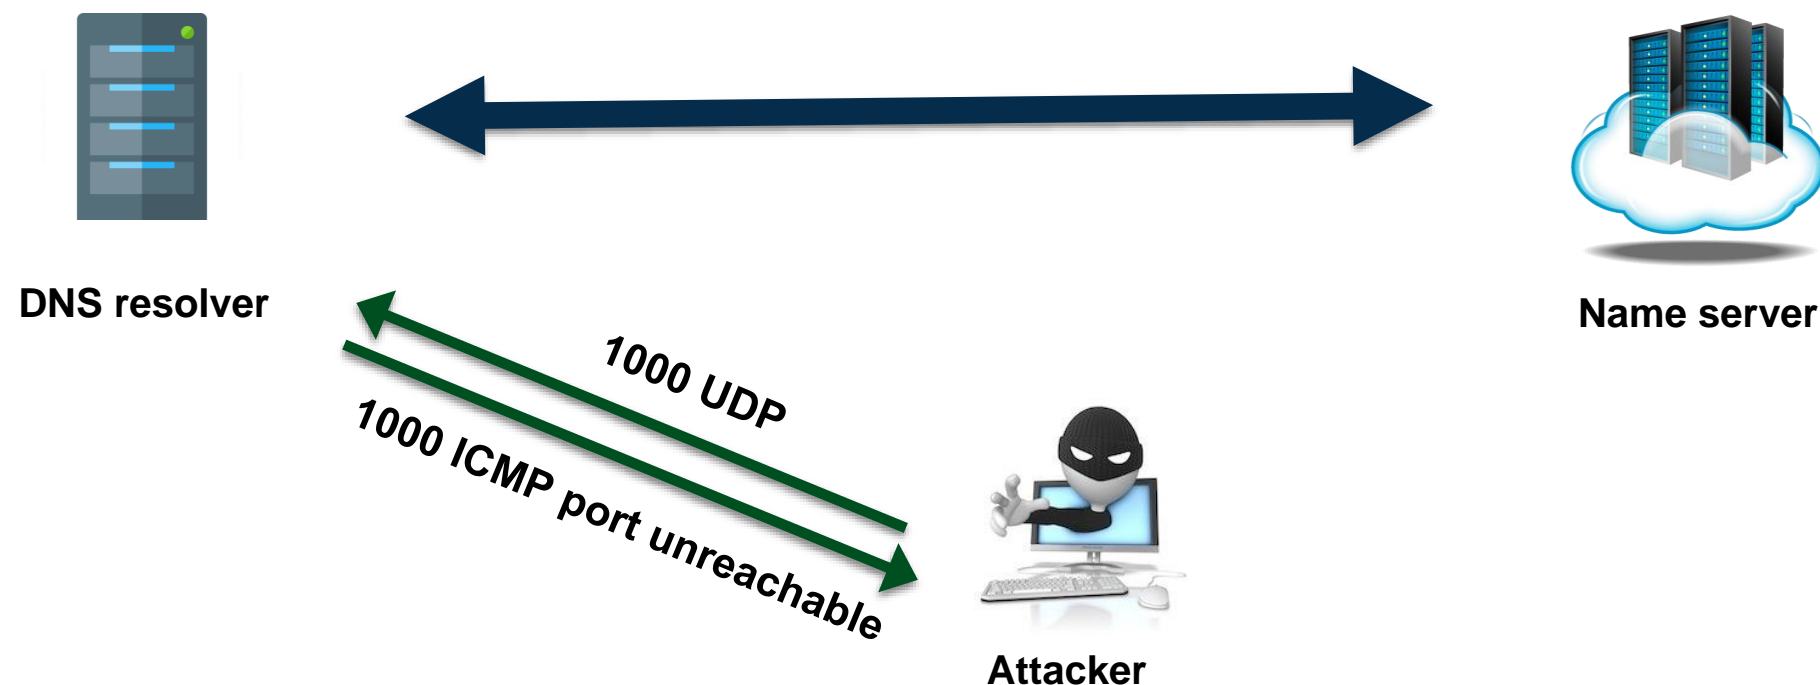 DNS resolver
Name server
1000 UDP
1000 ICMP port unreachable
Attacker